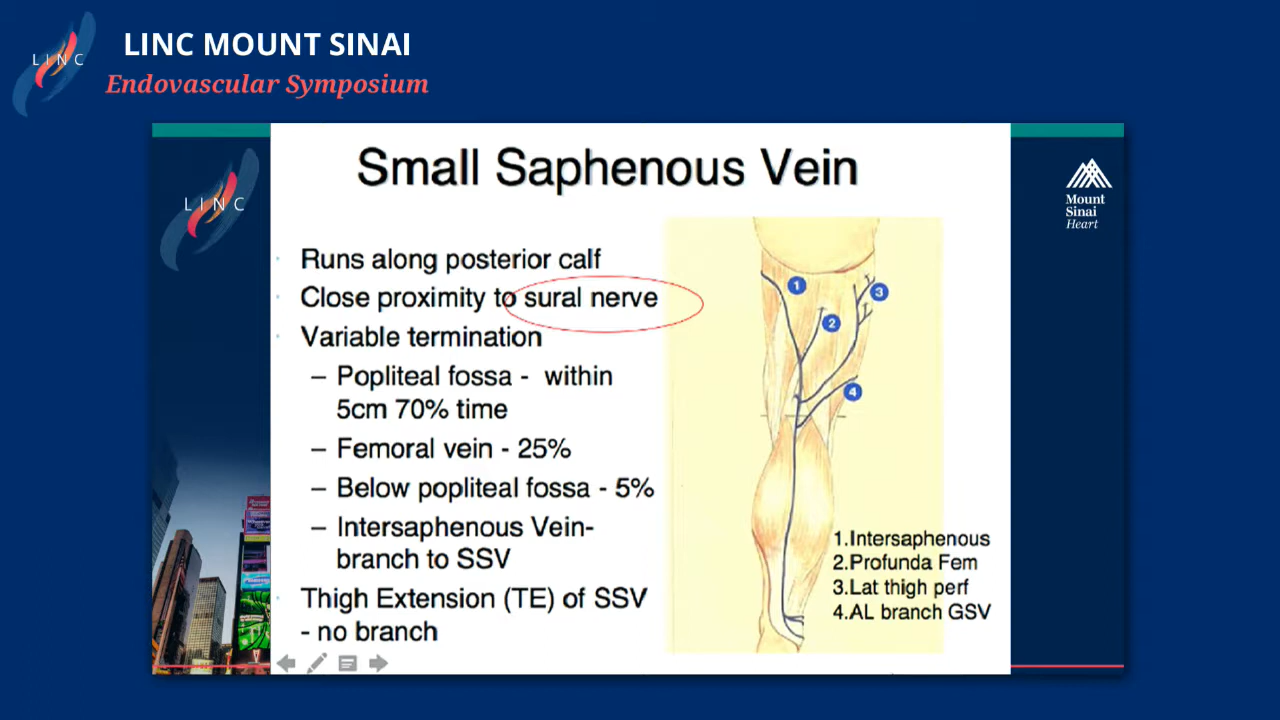 LINC
LINC MOUNT SINAI
Endovascular Symposium
LINC
Mount
Sinai
Heart
Small Saphenous Vein
Runs along posterior calf
Close proximity to sural nerve
Variable termination
– Popliteal fossa - within
5cm 70% time
– Femoral vein - 25%
– Below popliteal fossa - 5%
– Intersaphenous Vein-
branch to SSV
Thigh Extension (TE) of SSV
- no branch
1
2
3
4
1.Intersaphenous
2.Profunda Fem
3.Lat thigh perf
4.AL branch GSV